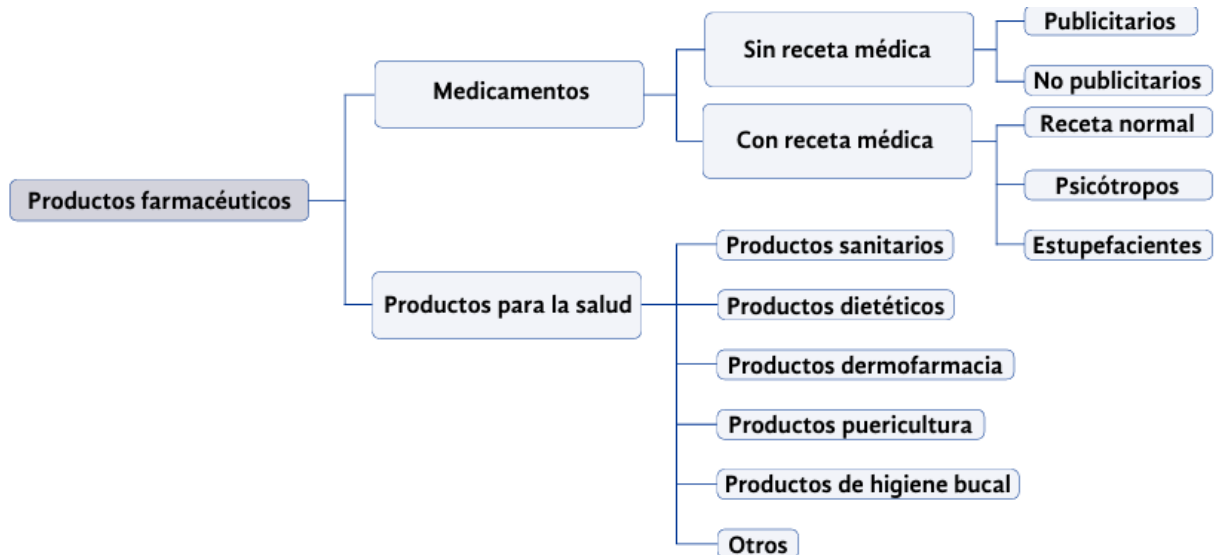 Productos farmacéuticos
Medicamentos
Sin receta médica
Publicitarios
No publicitarios
Con receta médica
Receta normal
Psicótropos
Estupefacientes
Productos para la salud
Productos sanitarios
Productos dietéticos
Productos dermofarmacia
Productos puericultura
Productos de higiene bucal
Otros